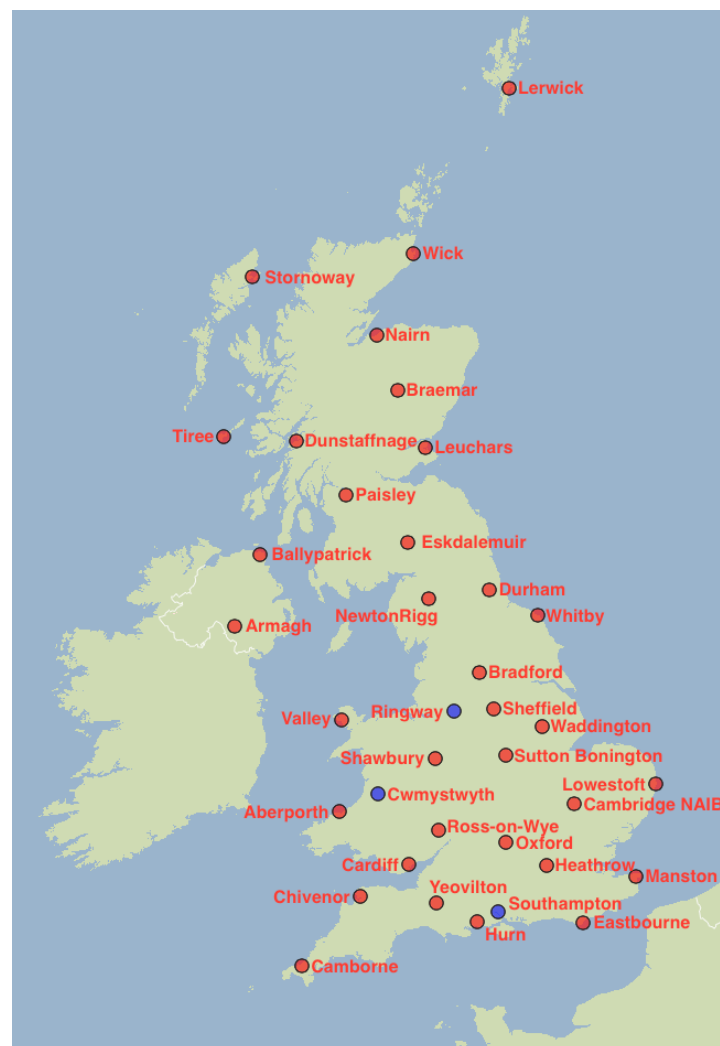 Lerwick
Wick
Stornoway
Nairn
Braemar
Tiree
Dunstaffnage
Leuchars
Paisley
Eskdalemuir
Ballypatrick
Durham
NewtonRigg
Whitby
Armagh
Bradford
Ringway
Sheffield
Valley
Waddington
Shawbury
Sutton Bonington
Lowestoft
Cwmystwyth
Cambridge NAIB
Aberporth
Ross-on-Wye
Oxford
Cardiff
Heathrow
Manston
Yeovilton
Chivenor
Southampton
Eastbourne
Hurn
Camborne